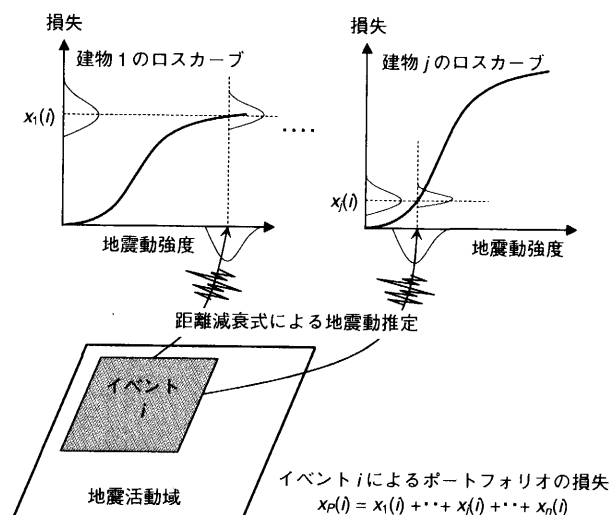 損失
建物1のロスカーブ
x₁(i)
地震動強度
‥‥
損失
建物jのロスカーブ
xⱼ(i)
地震動強度
距離減衰式による地震動推定
イベント
i
地震活動域
イベントiによるポートフォリオの損失
xₚ(i) = x₁(i) + ‥ + xⱼ(i) + ‥ + xₙ(i)